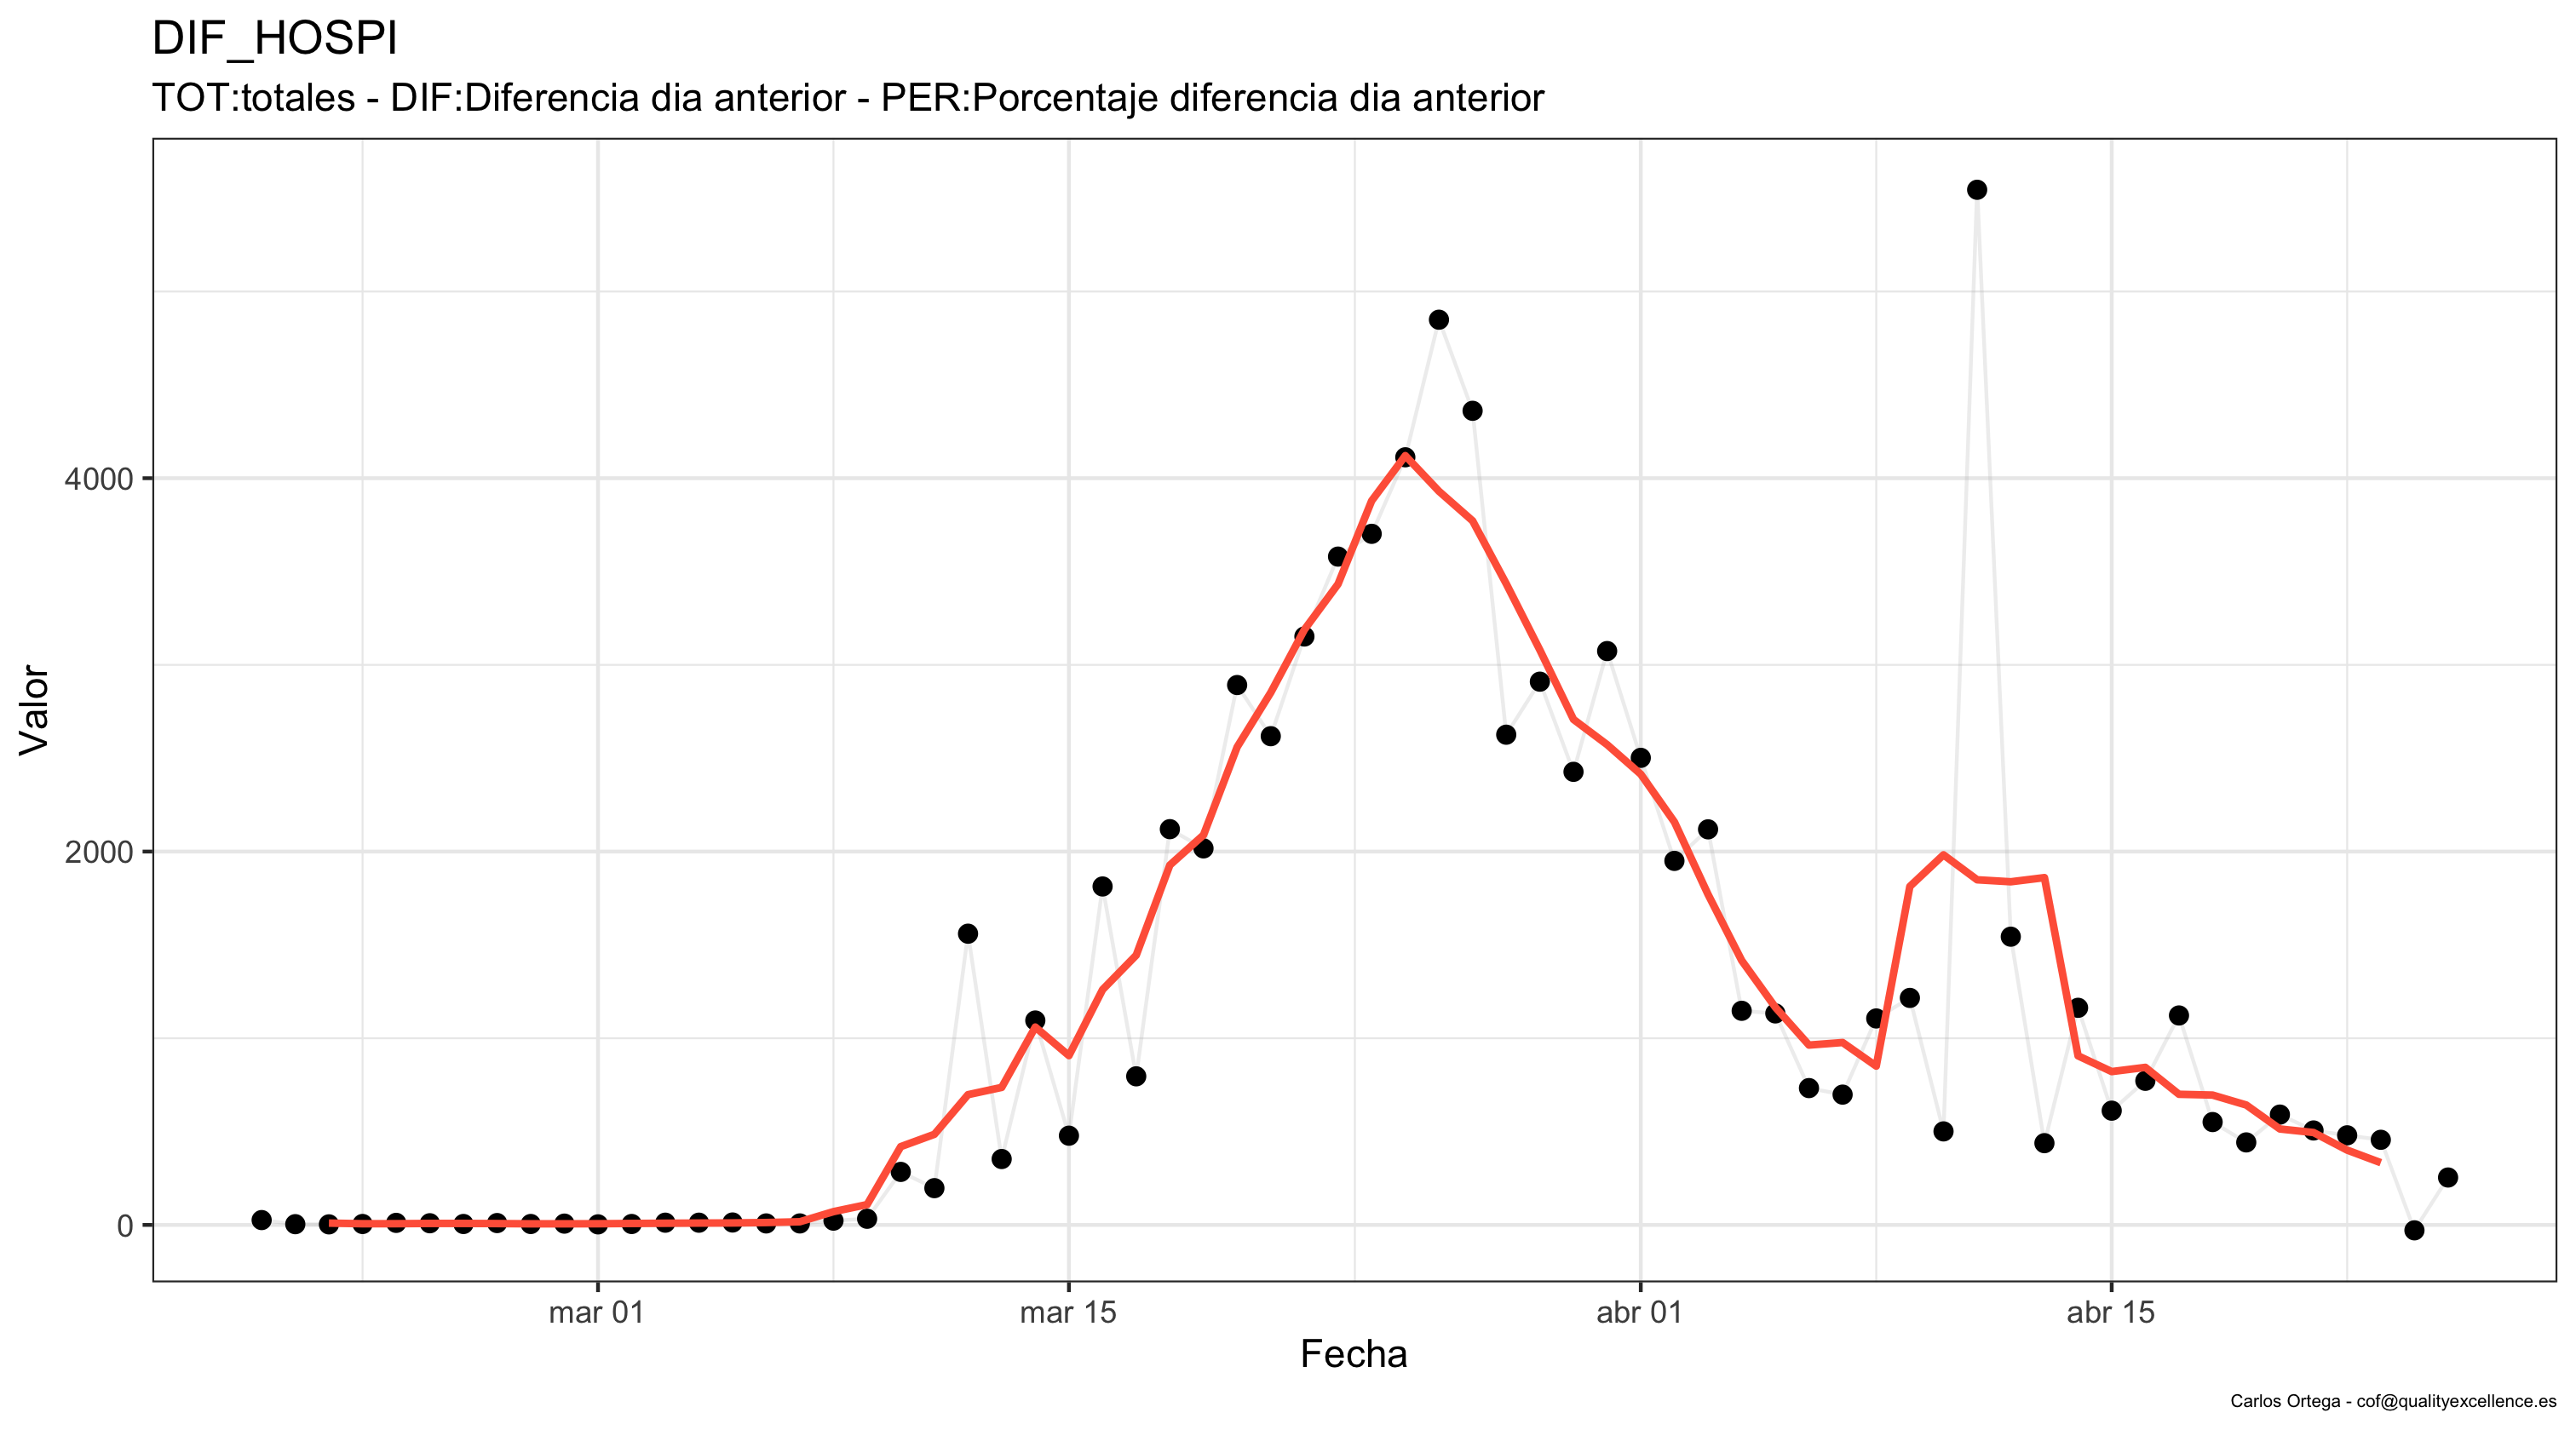 DIF_HOSPI
TOT:totales - DIF:Diferencia dia anterior - PER:Porcentaje diferencia dia anterior
Valor
4000
2000
0
mar 01 mar 15 abr 01 abr 15
Fecha
Carlos Ortega - cof@qualityexcellence.es